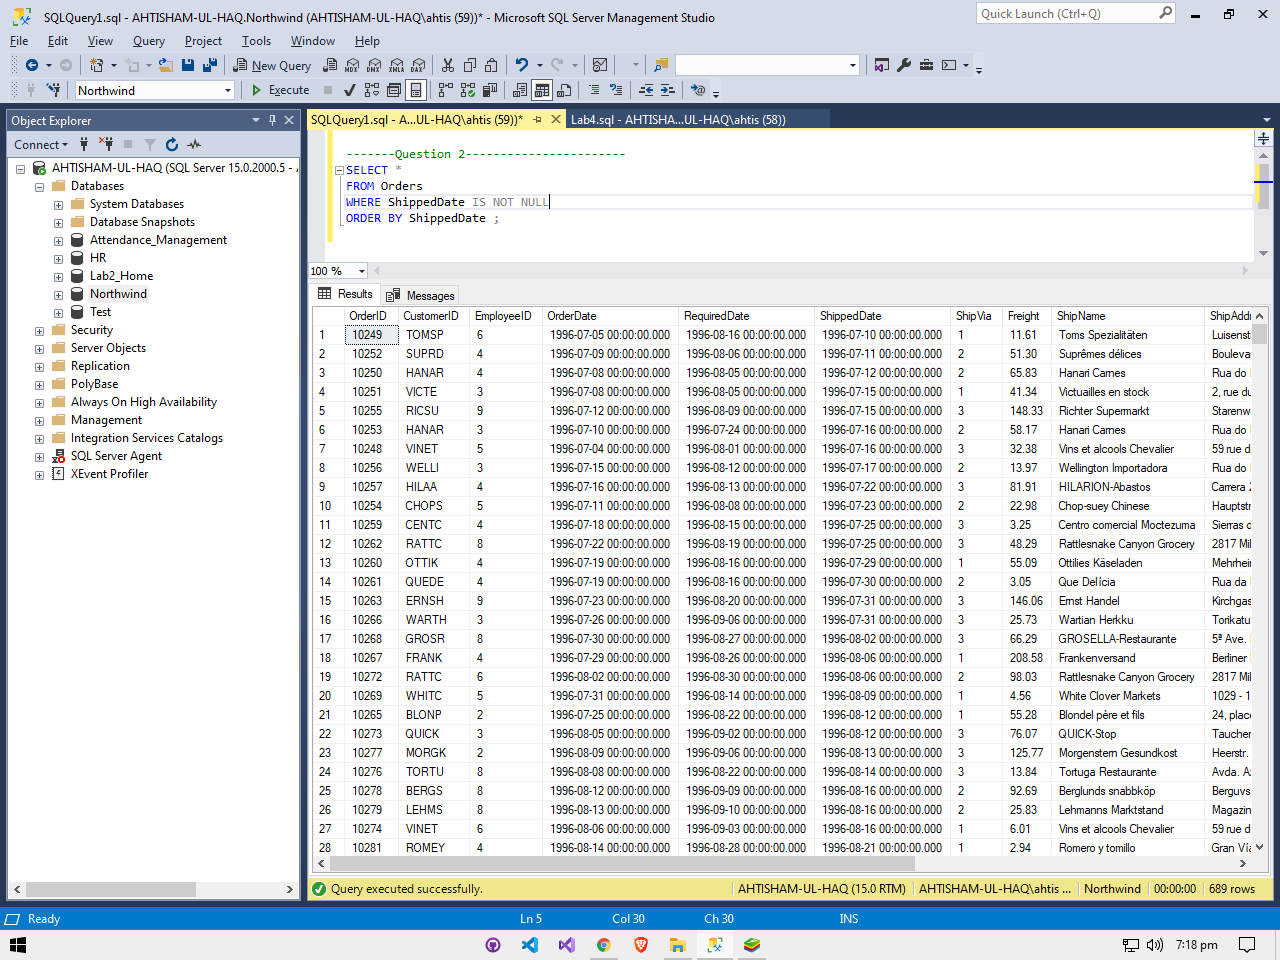 SQLQuery1.sql - AHTISHAM-UL-HAQ.Northwind (AHTISHAM-UL-HAQ\ahtis (59))* - Microsoft SQL Server Management Studio
Quick Launch (Ctrl+Q)
File Edit View Query Project Tools Window Help
New Query MDX DMX XMLA DAX
Northwind Execute
Object Explorer
Connect
AHTISHAM-UL-HAQ (SQL Server 15.0.2000.5 - A
Databases
System Databases
Database Snapshots
Attendance_Management
HR
Lab2_Home
Northwind
Test
Security
Server Objects
Replication
PolyBase
Always On High Availability
Management
Integration Services Catalogs
SQL Server Agent
XEvent Profiler
SQLQuery1.sql - A...UL-HAQ\ahtis (59))* Lab4.sql - AHTISHA...UL-HAQ\ahtis (58))
-------Question 2-----------------------
SELECT *
FROM Orders
WHERE ShippedDate IS NOT NULL
ORDER BY ShippedDate ;
100 %
Results Messages
OrderID CustomerID EmployeeID OrderDate RequiredDate ShippedDate ShipVia Freight ShipName ShipAddr
1 10249 TOMSP 6 1996-07-05 00:00:00.000 1996-08-16 00:00:00.000 1996-07-10 00:00:00.000 1 11.61 Toms Spezialitäten Luisenst
2 10252 SUPRD 4 1996-07-09 00:00:00.000 1996-08-06 00:00:00.000 1996-07-11 00:00:00.000 2 51.30 Suprêmes délices Bouleva
3 10250 HANAR 4 1996-07-08 00:00:00.000 1996-08-05 00:00:00.000 1996-07-12 00:00:00.000 2 65.83 Hanari Carnes Rua do
4 10251 VICTE 3 1996-07-08 00:00:00.000 1996-08-05 00:00:00.000 1996-07-15 00:00:00.000 1 41.34 Victuailles en stock 2, rue du
5 10255 RICSU 9 1996-07-12 00:00:00.000 1996-08-09 00:00:00.000 1996-07-15 00:00:00.000 3 148.33 Richter Supermarkt Starenw
6 10253 HANAR 3 1996-07-10 00:00:00.000 1996-07-24 00:00:00.000 1996-07-16 00:00:00.000 2 58.17 Hanari Carnes Rua do
7 10248 VINET 5 1996-07-04 00:00:00.000 1996-08-01 00:00:00.000 1996-07-16 00:00:00.000 3 32.38 Vins et alcools Chevalier 59 rue d
8 10256 WELLI 3 1996-07-15 00:00:00.000 1996-08-12 00:00:00.000 1996-07-17 00:00:00.000 2 13.97 Wellington Importadora Rua do
9 10257 HILAA 4 1996-07-16 00:00:00.000 1996-08-13 00:00:00.000 1996-07-22 00:00:00.000 3 81.91 HILARION-Abastos Carrera 2
10 10254 CHOPS 5 1996-07-11 00:00:00.000 1996-08-08 00:00:00.000 1996-07-23 00:00:00.000 2 22.98 Chop-suey Chinese Hauptstr
11 10259 CENTC 4 1996-07-18 00:00:00.000 1996-08-15 00:00:00.000 1996-07-25 00:00:00.000 3 3.25 Centro comercial Moctezuma Sierras d
12 10262 RATTC 8 1996-07-22 00:00:00.000 1996-08-19 00:00:00.000 1996-07-25 00:00:00.000 3 48.29 Rattlesnake Canyon Grocery 2817 Mil
13 10260 OTTIK 4 1996-07-19 00:00:00.000 1996-08-16 00:00:00.000 1996-07-29 00:00:00.000 1 55.09 Ottilies Käseladen Mehrheim
14 10261 QUEDE 4 1996-07-19 00:00:00.000 1996-08-16 00:00:00.000 1996-07-30 00:00:00.000 2 3.05 Que Delícia Rua da
15 10263 ERNSH 9 1996-07-23 00:00:00.000 1996-08-20 00:00:00.000 1996-07-31 00:00:00.000 3 146.06 Ernst Handel Kirchgas
16 10266 WARTH 3 1996-07-26 00:00:00.000 1996-09-06 00:00:00.000 1996-07-31 00:00:00.000 3 25.73 Wartian Herkku Torikatu
17 10268 GROSR 8 1996-07-30 00:00:00.000 1996-08-27 00:00:00.000 1996-08-02 00:00:00.000 3 66.29 GROSELLA-Restaurante 5ª Ave.
18 10267 FRANK 4 1996-07-29 00:00:00.000 1996-08-26 00:00:00.000 1996-08-06 00:00:00.000 1 208.58 Frankenversand Berliner
19 10272 RATTC 6 1996-08-02 00:00:00.000 1996-08-30 00:00:00.000 1996-08-06 00:00:00.000 2 98.03 Rattlesnake Canyon Grocery 2817 Mil
20 10269 WHITC 5 1996-07-31 00:00:00.000 1996-08-14 00:00:00.000 1996-08-09 00:00:00.000 1 4.56 White Clover Markets 1029 - 1
21 10265 BLONP 2 1996-07-25 00:00:00.000 1996-08-22 00:00:00.000 1996-08-12 00:00:00.000 1 55.28 Blondel père et fils 24, place
22 10273 QUICK 3 1996-08-05 00:00:00.000 1996-09-02 00:00:00.000 1996-08-12 00:00:00.000 3 76.07 QUICK-Stop Taucher
23 10277 MORGK 2 1996-08-09 00:00:00.000 1996-09-06 00:00:00.000 1996-08-13 00:00:00.000 3 125.77 Morgenstern Gesundkost Heerstr.
24 10276 TORTU 8 1996-08-08 00:00:00.000 1996-08-22 00:00:00.000 1996-08-14 00:00:00.000 3 13.84 Tortuga Restaurante Avda. Az
25 10278 BERGS 8 1996-08-12 00:00:00.000 1996-09-09 00:00:00.000 1996-08-16 00:00:00.000 2 92.69 Berglunds snabbköp Berguvs
26 10279 LEHMS 8 1996-08-13 00:00:00.000 1996-09-10 00:00:00.000 1996-08-16 00:00:00.000 2 25.83 Lehmanns Marktstand Magazin
27 10274 VINET 6 1996-08-06 00:00:00.000 1996-09-03 00:00:00.000 1996-08-16 00:00:00.000 1 6.01 Vins et alcools Chevalier 59 rue d
28 10281 ROMEY 4 1996-08-14 00:00:00.000 1996-08-28 00:00:00.000 1996-08-21 00:00:00.000 1 2.94 Romero y tomillo Gran Vía
Query executed successfully. AHTISHAM-UL-HAQ (15.0 RTM) AHTISHAM-UL-HAQ\ahtis ... Northwind 00:00:00 689 rows
Ready Ln 5 Col 30 Ch 30 INS
7:18 pm